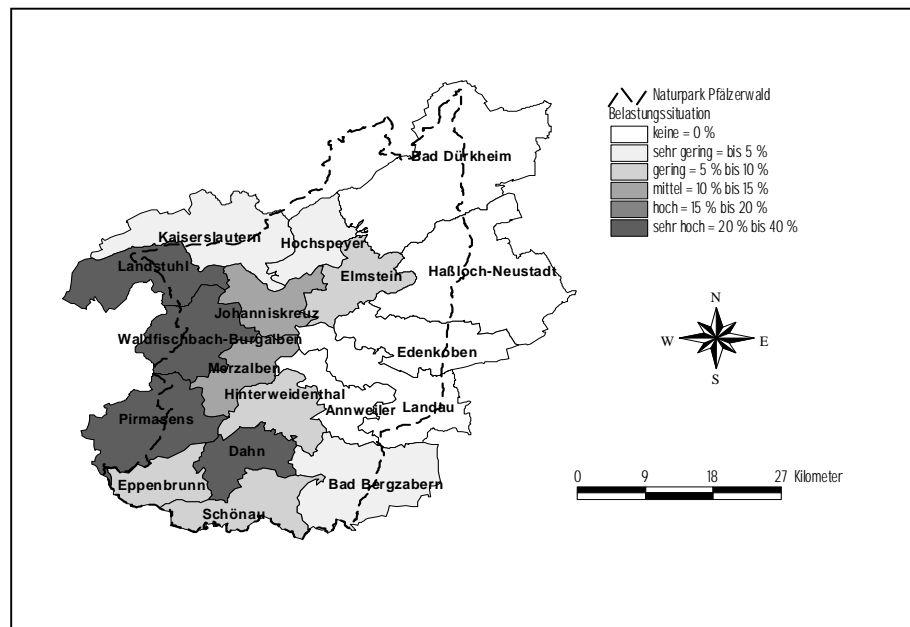 Naturpark Pfälzerwald
Belastungssituation
keine = 0 %
sehr gering = bis 5 %
gering = 5 % bis 10 %
mittel = 10 % bis 15 %
hoch = 15 % bis 20 %
sehr hoch = 20 % bis 40 %
Bad Dürkheim
Kaiserslautern
Hochspeyer
Landstuhl
Elmstein
Haßloch-Neustadt
Johanniskreuz
Waldfischbach-Burgalben
Edenkoben
Merzalben
Hinterweidenthal
Annweiler
Landau
Pirmasens
Dahn
Eppenbrunn
Bad Bergzabern
Schönau
N
W
E
S
0 9 18 27 Kilometer